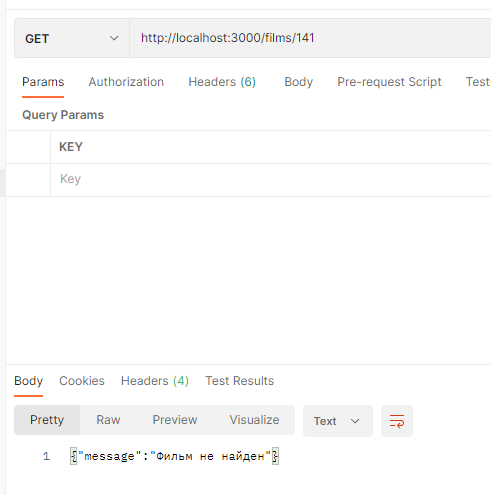 GET http://localhost:3000/films/141
Params Authorization Headers (6) Body Pre-request Script Tests
Query Params
KEY
Key
Body Cookies Headers (4) Test Results
Pretty Raw Preview Visualize Text
1 {"message":"Фильм не найден"}